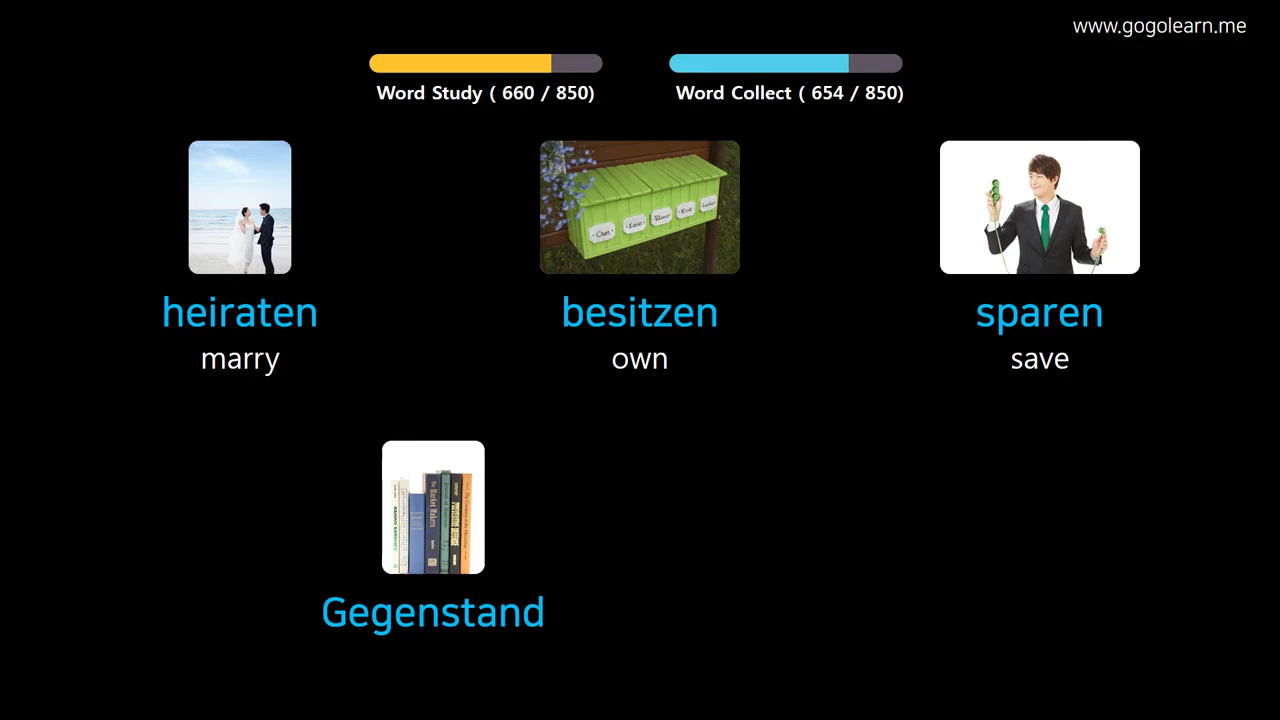 www.gogolearn.me
Word Study ( 660 / 850)
Word Collect ( 654 / 850)
heiraten
marry
besitzen
own
sparen
save
Gegenstand